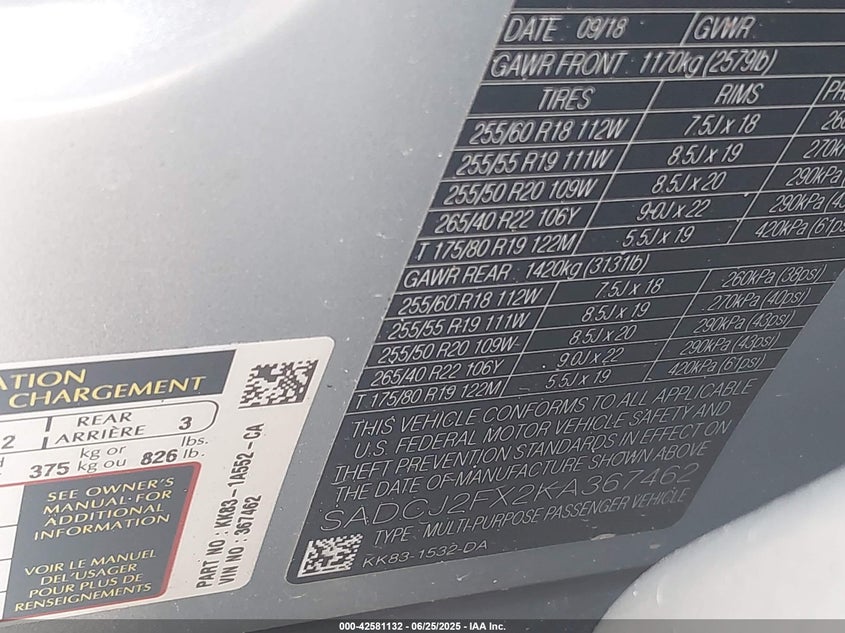 DATE 09/18 GVWR
GAWR FRONT 1170kg (2579lb)
TIRES RIMS
255/60 R18 112W 7.5J x 18
255/55 R19 111W 8.5J x 19 270k
255/50 R20 109W 8.5J x 20 290kPa
265/40 R22 106Y 9.0J x 22 290kPa
T 175/80 R19 122M 5.5J x 19 420kPa (61ps
GAWR REAR 1420kg (3131lb)
255/60 R18 112W 7.5J x 18 260kPa (38psi)
255/55 R19 111W 8.5J x 19 270kPa (40psi)
255/50 R20 109W 8.5J x 20 290kPa (43psi)
265/40 R22 106Y 9.0J x 22 290kPa (43psi)
T 175/80 R19 122M 5.5J x 19 420kPa (61psi)
THIS VEHICLE CONFORMS TO ALL APPLICABLE
U.S. FEDERAL MOTOR VEHICLE SAFETY AND
THEFT PREVENTION STANDARDS IN EFFECT ON
THE DATE OF MANUFACTURE SHOWN ABOVE
SADCJ2FX2KA367462
TYPE: MULTI-PURPOSE PASSENGER VEHICLE
KK83-1532-DA
ATION
CHARGEMENT
2 REAR ARRIÈRE 3
375 kg or kg ou 826 lbs. lb.
SEE OWNER'S
MANUAL FOR
ADDITIONAL
INFORMATION
VOIR LE MANUEL
DEL'USAGER
POUR PLUS DE
RENSEIGNEMENTS
PART NO : KK83-1A552-CA
VIN NO : 367462
000-42581132 - 06/25/2025 - IAA Inc.